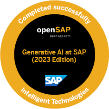 Completed successfully
openSAP
Generative AI at SAP
(2023 Edition)
SAP
Intelligent Technologies